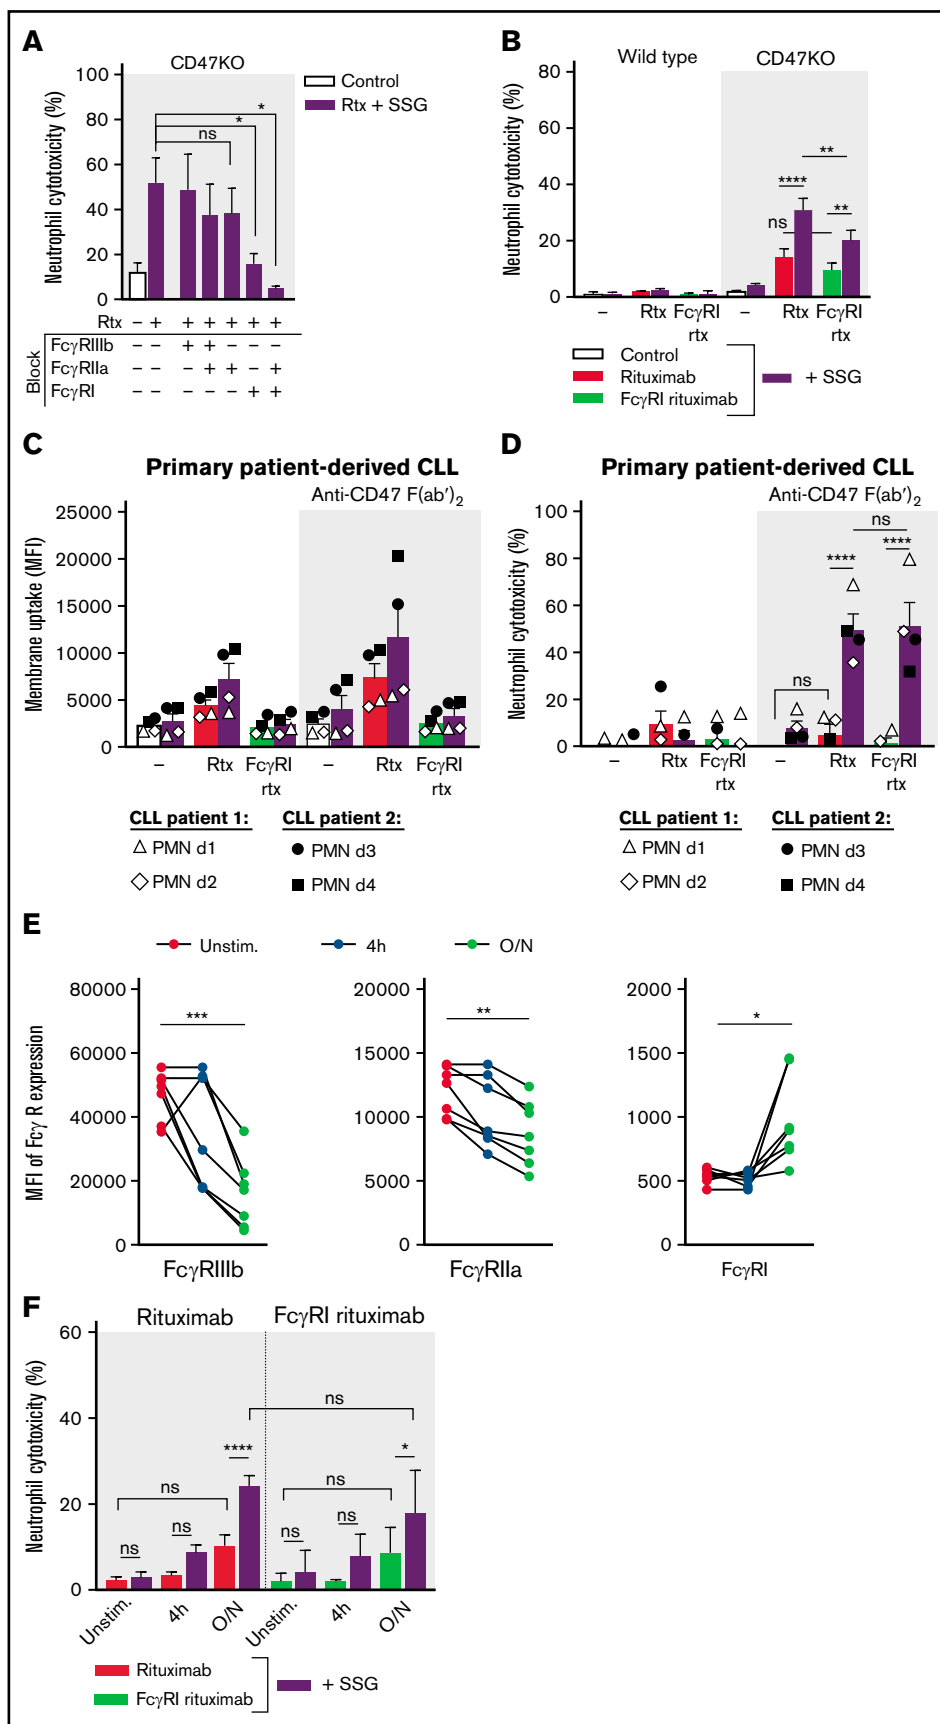 A
CD47KO
Neutrophil cytotoxicity (%)
100
80
60
40
20
0
*
*
ns
Control
Rtx + SSG
Rtx – + + + + + +
Block
FcγRIIIb – – + + – – –
FcγRIIa – – – + + – +
FcγRI – – – – – + +
B
Wild type CD47KO
Neutrophil cytotoxicity (%)
80
60
40
20
0
**
****
ns
**
– Rtx FcγRI rtx – Rtx FcγRI rtx
Control
Rituximab
FcγRI rituximab
+ SSG
C
Primary patient-derived CLL
Anti-CD47 F(ab′)2
Membrane uptake (MFI)
25000
20000
15000
10000
5000
0
– Rtx FcγRI rtx – Rtx FcγRI rtx
CLL patient 1: CLL patient 2:
PMN d1 PMN d3
PMN d2 PMN d4
D
Primary patient-derived CLL
Anti-CD47 F(ab′)2
Neutrophil cytotoxicity (%)
100
80
60
40
20
0
ns
****
****
ns
– Rtx FcγRI rtx – Rtx FcγRI rtx
CLL patient 1: CLL patient 2:
PMN d1 PMN d3
PMN d2 PMN d4
E
Unstim. 4h O/N
MFI of Fcγ R expression
80000
60000
40000
20000
0
***
FcγRIIIb
20000
15000
10000
5000
0
**
FcγRIIa
2000
1500
1000
500
0
*
FcγRI
F
Rituximab FcγRI rituximab
Neutrophil cytotoxicity (%)
60
40
20
0
ns
****
*
ns
ns
ns
ns
ns
ns
Unstim. 4h O/N Unstim. 4h O/N
Rituximab
FcγRI rituximab
+ SSG